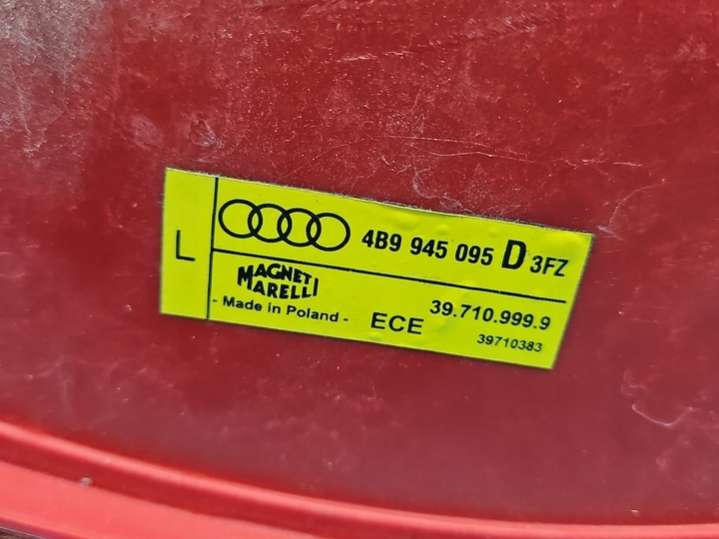 L
4B9 945 095 D 3FZ
MAGNETI
MARELLI
- Made in Poland -
ECE
39.710.999.9
39710383